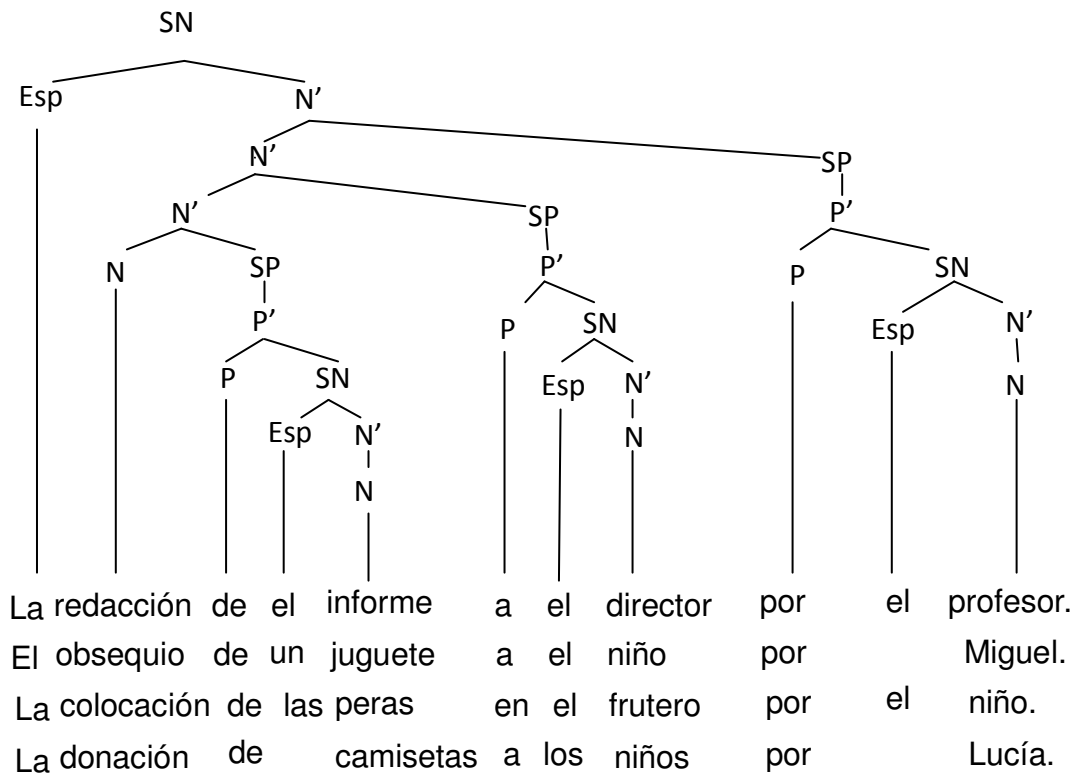 SN
Esp N’
N’ SP
N’ SP P’
N SP P’ P SN
P’ P SN Esp N’
P SN Esp N’ N
Esp N’ N
N
La redacción de el informe a el director por el profesor.
El obsequio de un juguete a el niño por Miguel.
La colocación de las peras en el frutero por el niño.
La donación de camisetas a los niños por Lucía.